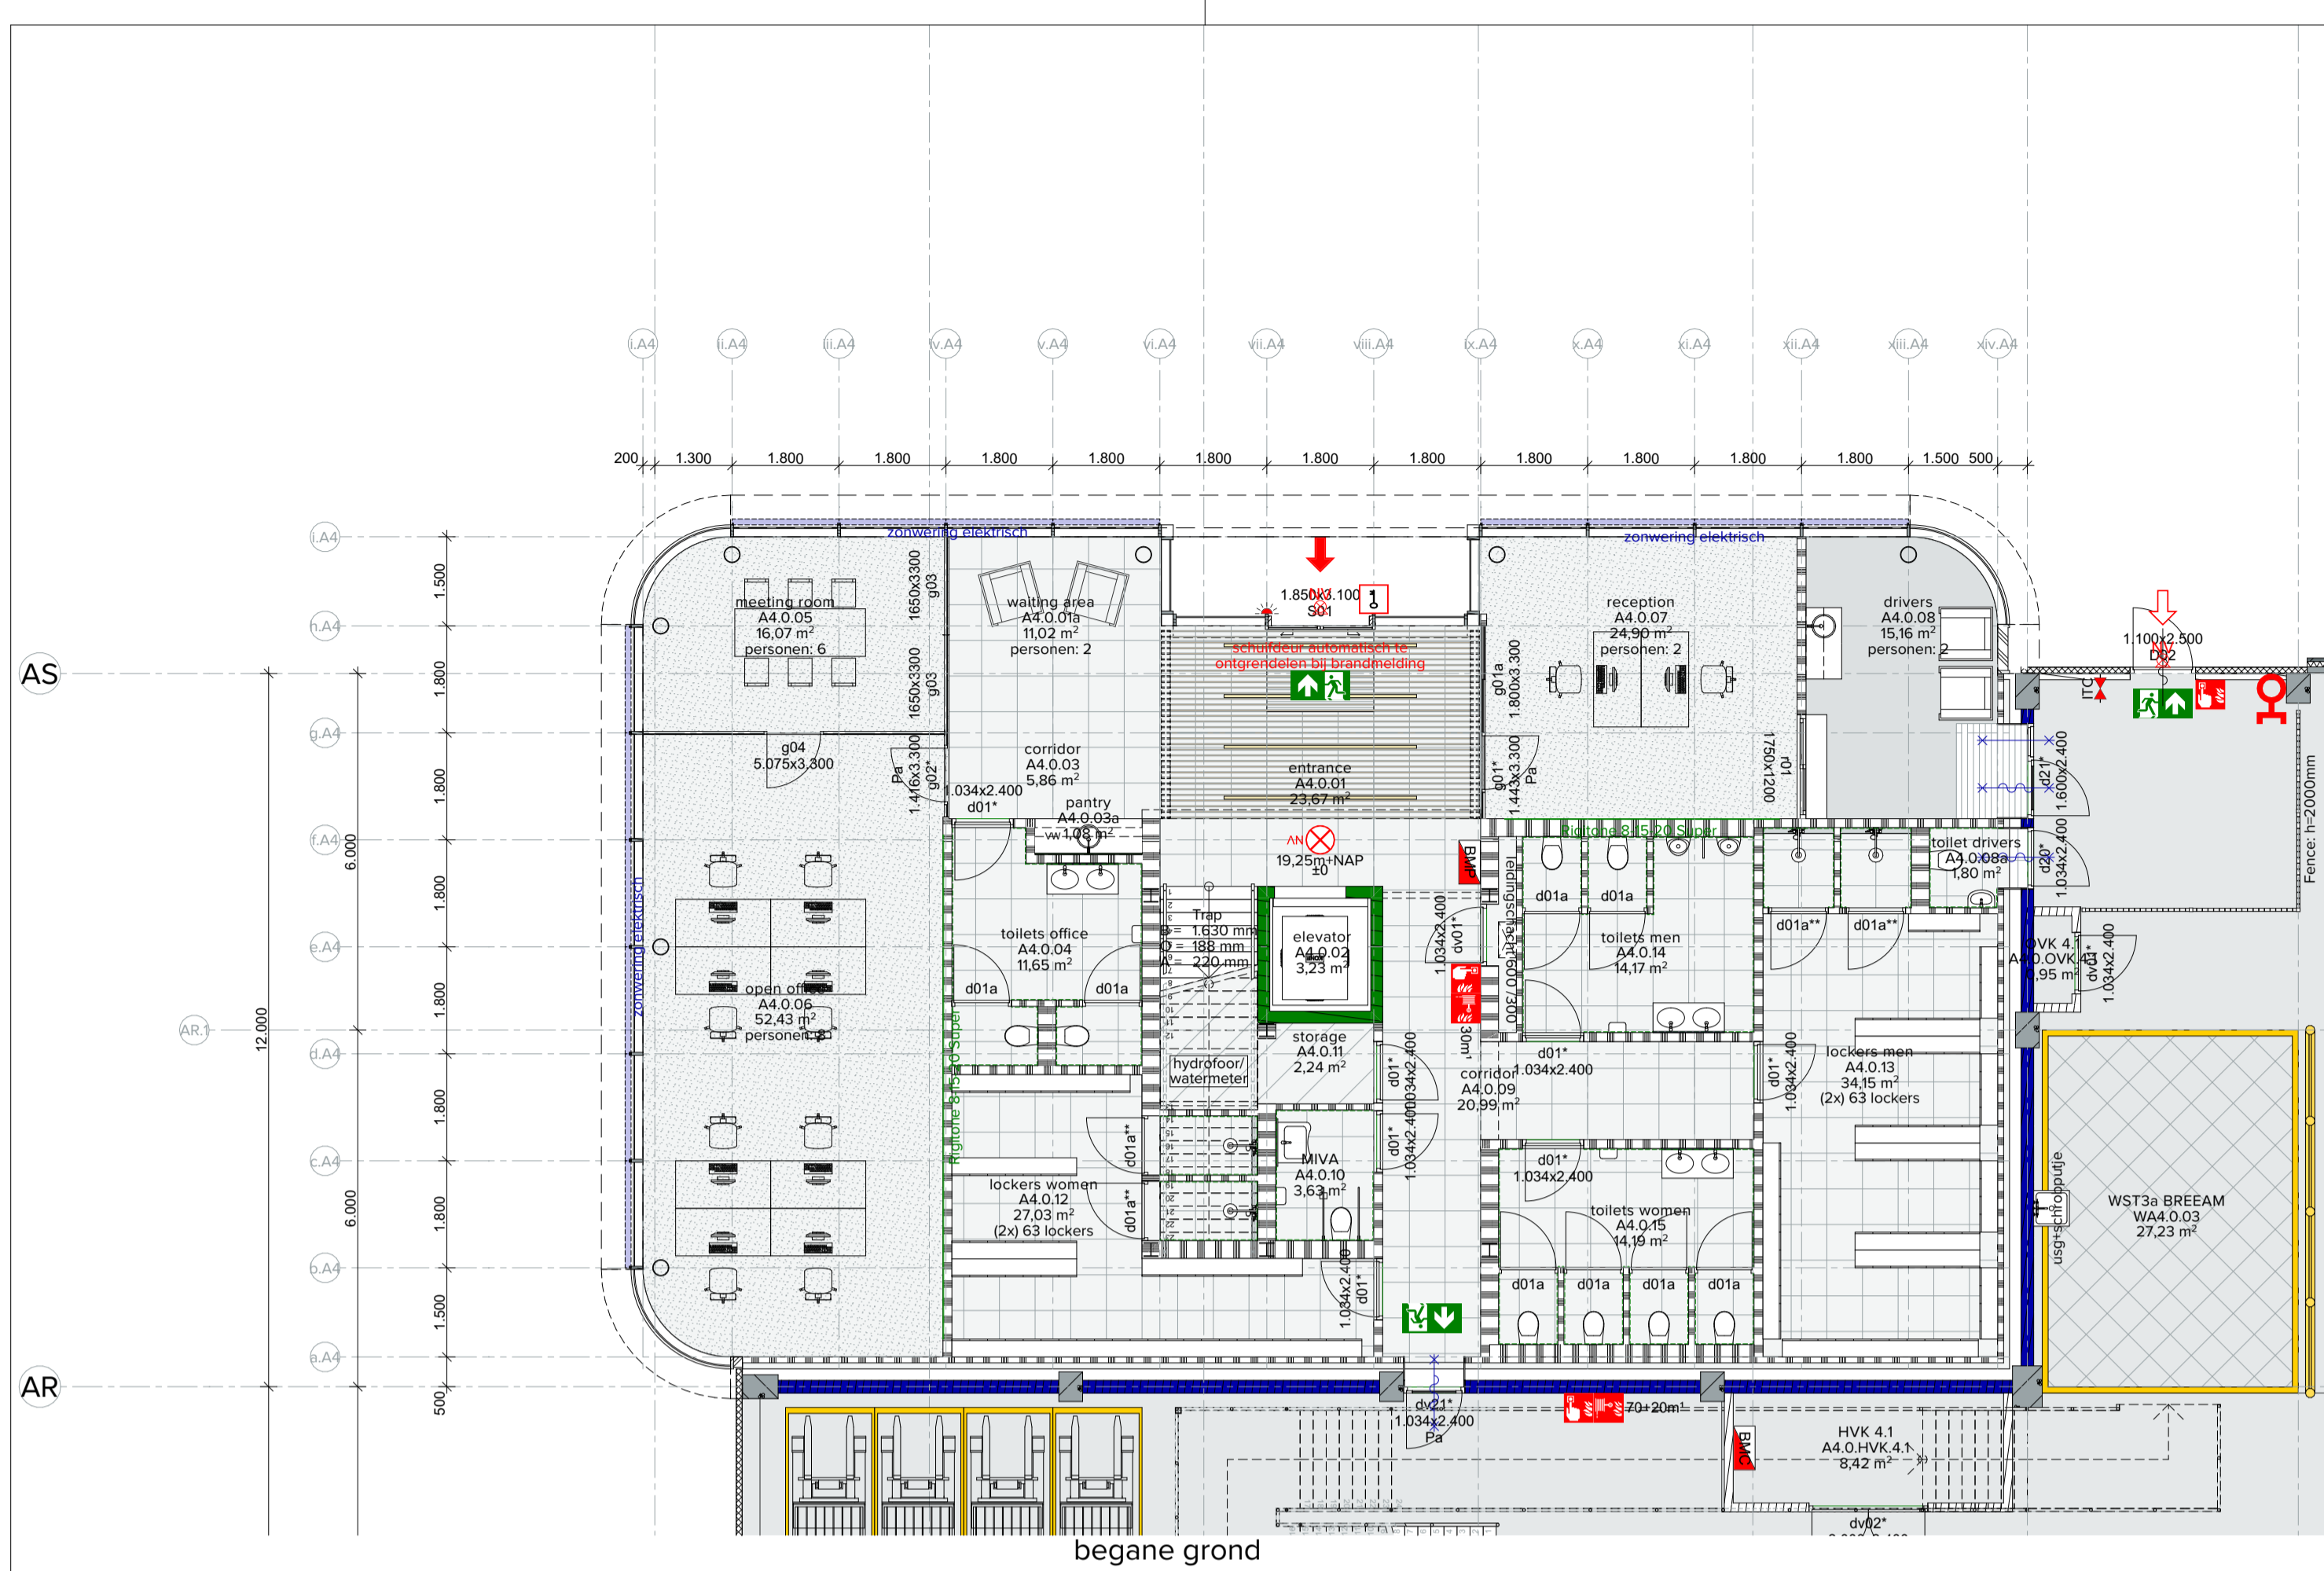 i.A4
ii.A4
iii.A4
iv.A4
v.A4
vi.A4
vii.A4
viii.A4
ix.A4
x.A4
xi.A4
xii.A4
xiii.A4
xiv.A4
200
1.300
1.800
1.800
1.800
1.800
1.800
1.800
1.800
1.800
1.800
1.800
1.800
1.500
500
i.A4
h.A4
g.A4
f.A4
e.A4
d.A4
c.A4
b.A4
a.A4
AS
AR.1
AR
12.000
6.000
6.000
1.500
1.800
1.800
1.800
1.800
1.800
1.800
1.500
500
zonwering elektrisch
zonwering elektrisch
zonwering elektrisch
meeting room
A4.0.05
16,07 m²
personen: 6
1650x3300
g03
1650x3300
g03
waiting area
A4.0.01a
11,02 m²
personen: 2
1.850x3.100
S01
1
schuifdeur automatisch te
ontgrendelen bij brandmelding
reception
A4.0.07
24,90 m²
personen: 2
g01a
1.800x3.300
g01*
1.443x3.300
Pa
drivers
A4.0.08
15,16 m²
personen: 2
r01
1750x1200
1.100x2.500
D02
NV
ITC
Fence: h=2000mm
g04
5.075x3.300
Pa
g02*
1.416x3.300
corridor
A4.0.03
5,86 m²
1.034x2.400
d01*
pantry
A4.0.03a
1,08 m²
vw
entrance
A4.0.01
23,67 m²
NV
19,25m+NAP
±0
BMP
Rigitone 8-15-20 Super
d21*
1.600x2.400
d20*
1.034x2.400
toilet drivers
A4.0.08a
1,80 m²
open office
A4.0.06
52,43 m²
personen: 8
Rigitone 8-15-20 Super
toilets office
A4.0.04
11,65 m²
d01a
d01a
Trap
B = 1.630 mm
O = 188 mm
A = 220 mm
elevator
A4.0.02
3,23 m²
1.034x2.400
dv01*
leidingschacht 1600 /300
d01a
d01a
toilets men
A4.0.14
14,17 m²
d01a**
d01a**
OVK 4.1
A4.0.OVK.4.1
0,95 m²
dv01*
1.034x2.400
hydrofoor/
watermeter
storage
A4.0.11
2,24 m²
d01*
1.034x2.400
30m¹
corridor
A4.0.09
20,99 m²
d01*
1.034x2.400
d01*
1.034x2.400
lockers men
A4.0.13
34,15 m²
(2x) 63 lockers
d01*
1.034x2.400
MIVA
A4.0.10
3,63 m²
d01a**
d01a**
lockers women
A4.0.12
27,03 m²
(2x) 63 lockers
1.034x2.400
d01*
d01*
1.034x2.400
toilets women
A4.0.15
14,19 m²
d01a
d01a
d01a
d01a
usg+schrobputje
WST3a BREEAM
WA4.0.03
27,23 m²
dv21*
1.034x2.400
Pa
70+20m¹
BMC
HVK 4.1
A4.0.HVK.4.1
8,42 m²
dv02*
begane grond